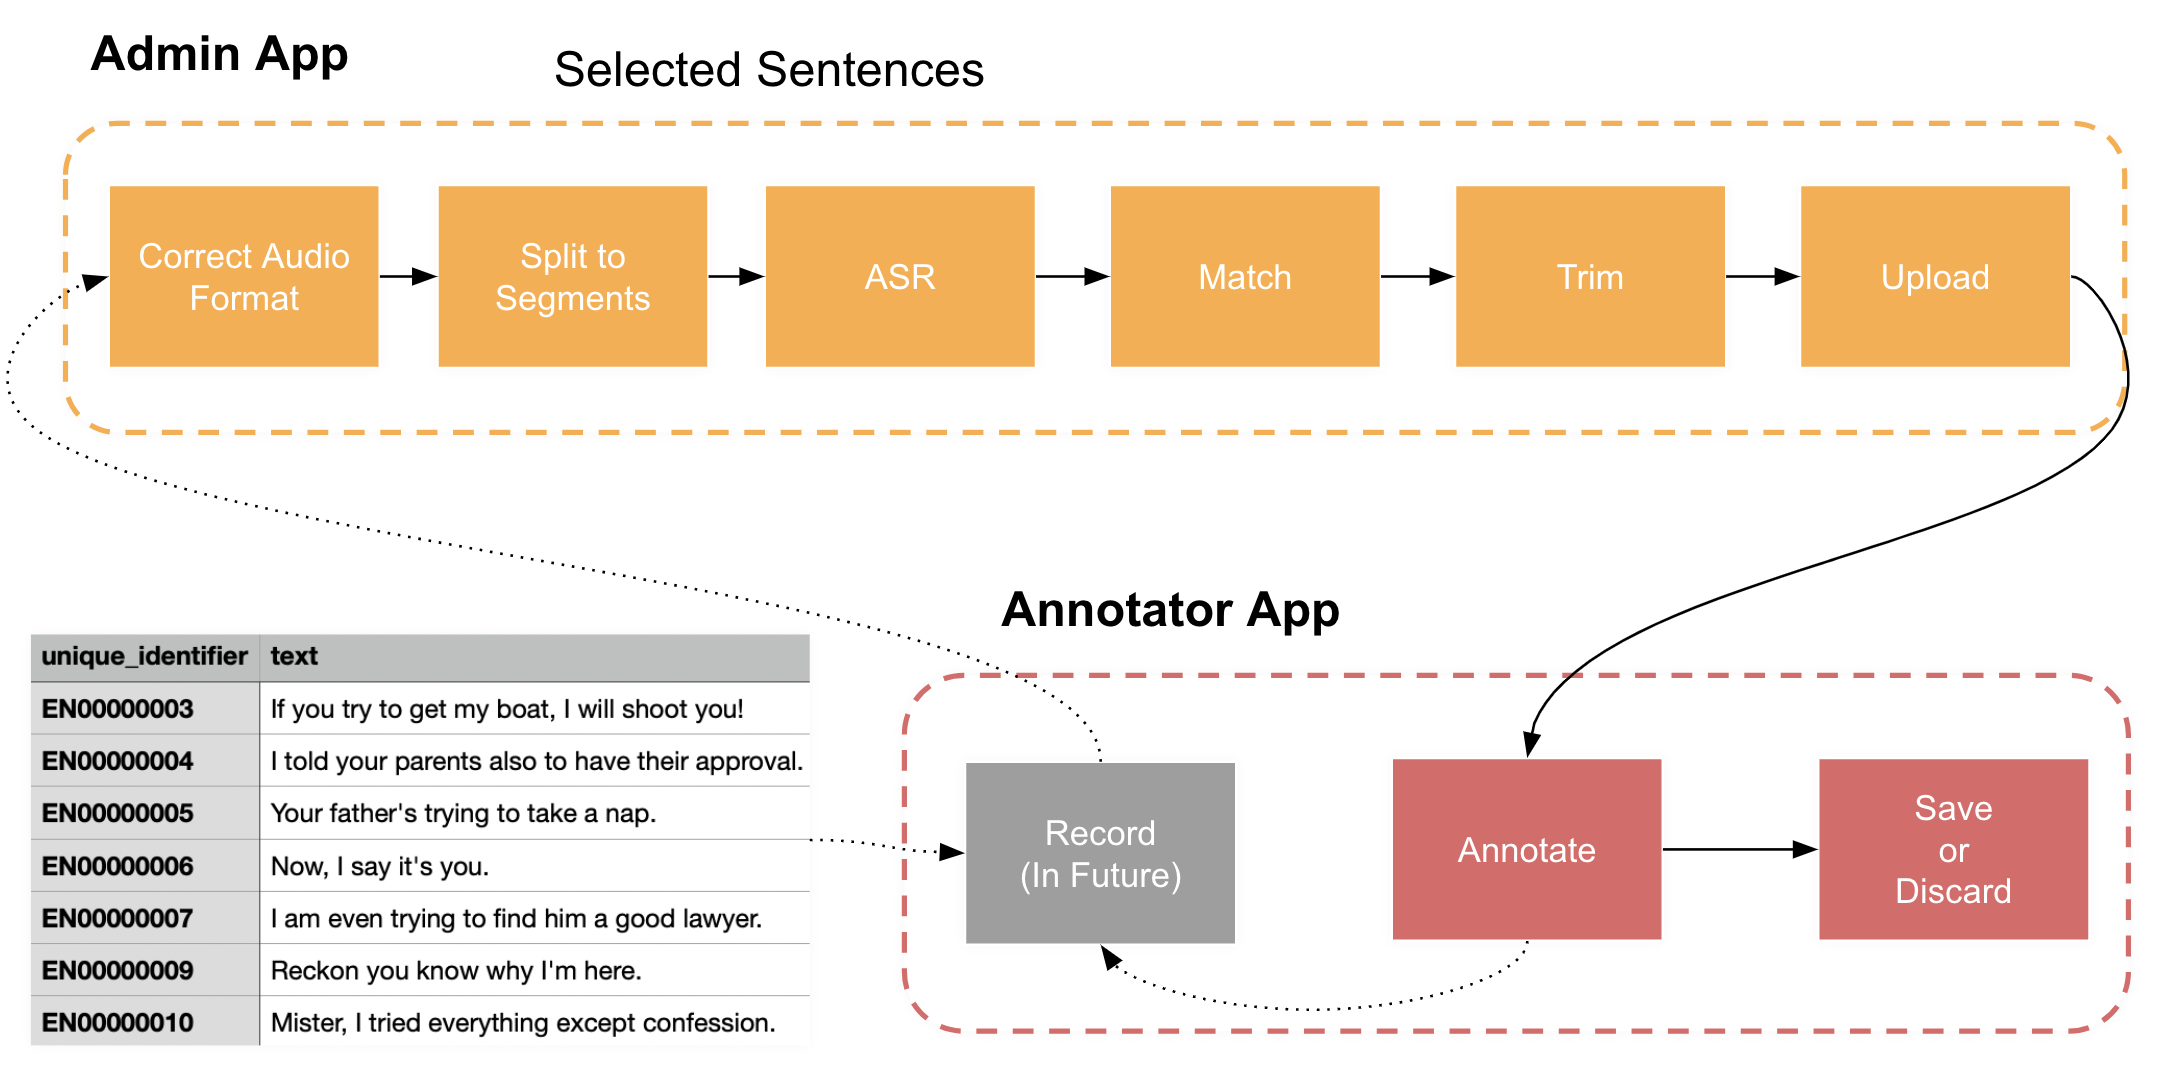 Admin App
Selected Sentences
Correct Audio
Format
Split to
Segments
ASR
Match
Trim
Upload
Annotator App
unique_identifier text
EN00000003 If you try to get my boat, I will shoot you!
EN00000004 I told your parents also to have their approval.
EN00000005 Your father's trying to take a nap.
EN00000006 Now, I say it's you.
EN00000007 I am even trying to find him a good lawyer.
EN00000009 Reckon you know why I'm here.
EN00000010 Mister, I tried everything except confession.
Record
(In Future)
Annotate
Save
or
Discard